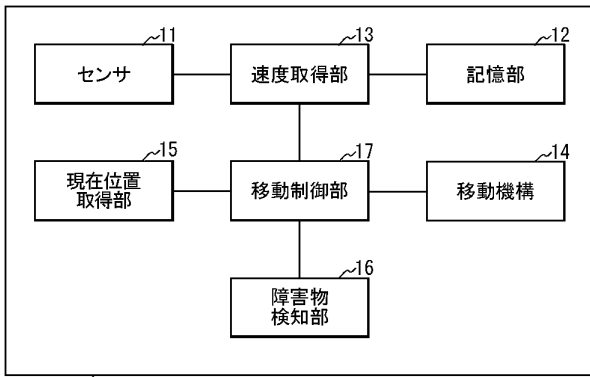 11
センサ
13
速度取得部
12
記憶部
15
現在位置
取得部
17
移動制御部
14
移動機構
16
障害物
検知部